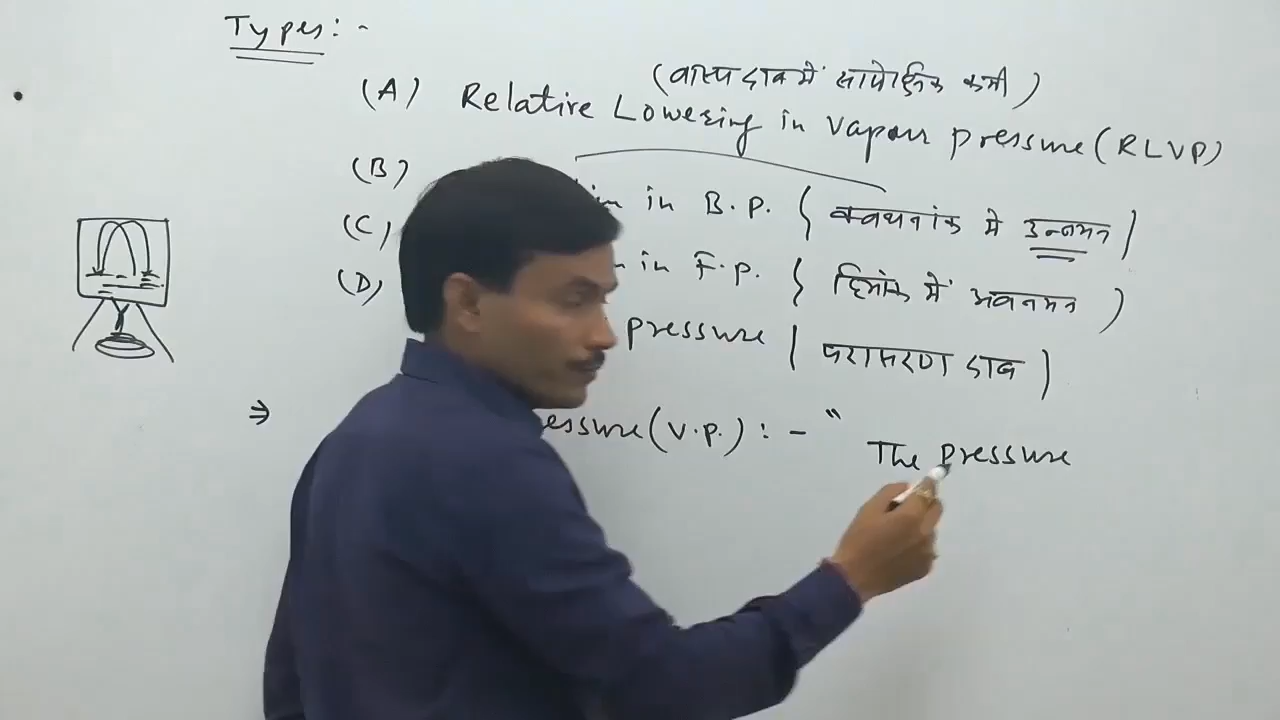 Types: -
(वाष्प दाब में सापेक्षिक कमी)
(A) Relative Lowering in Vapour pressure (RLVP)
(B) in B.P. { क्वथनांक में उन्नमन }
(C) in F.P. { हिमांक में अवनमन )
(D) pressure ( परासरण दाब )
⇒ essure (V.P.) : - " The Pressure